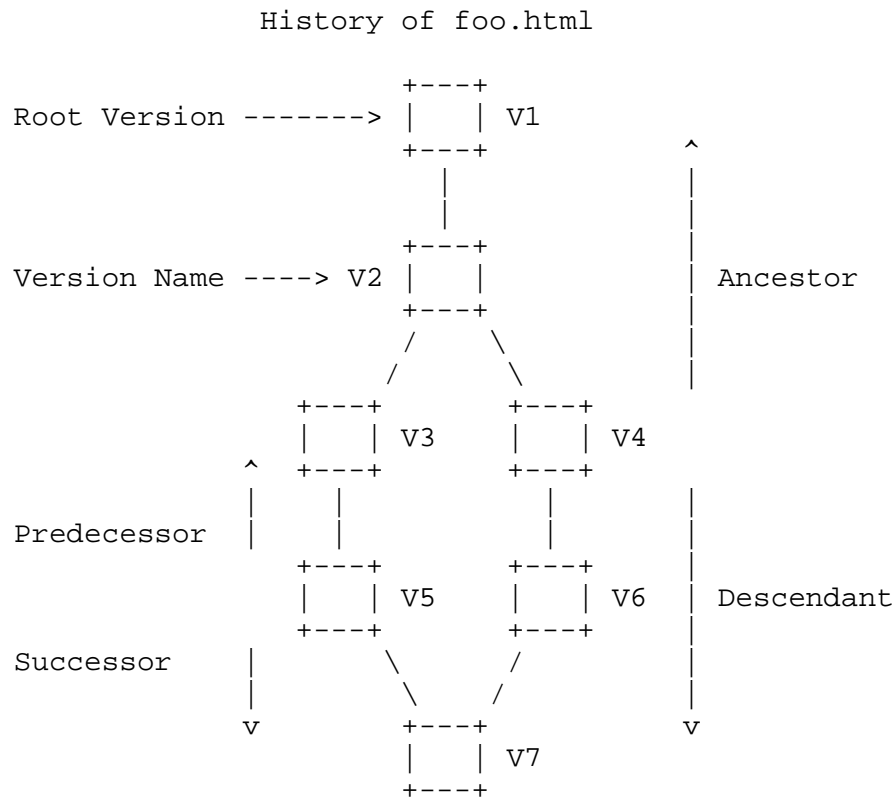 History of foo.html
+---+
Root Version -------> |   | V1
+---+                ^
|                 |
|                 |
+---+               |
Version Name ----> V2 |   |               | Ancestor
+---+               |
/     \             |
/       \            |
+---+       +---+
|   | V3    |   | V4
^  +---+       +---+
|    |           |       |
Predecessor  |    |           |       |
+---+       +---+     |
|   | V5    |   | V6  | Descendant
+---+       +---+     |
Successor    |      \       /         |
|       \     /          |
v        +---+           v
|   | V7
+---+